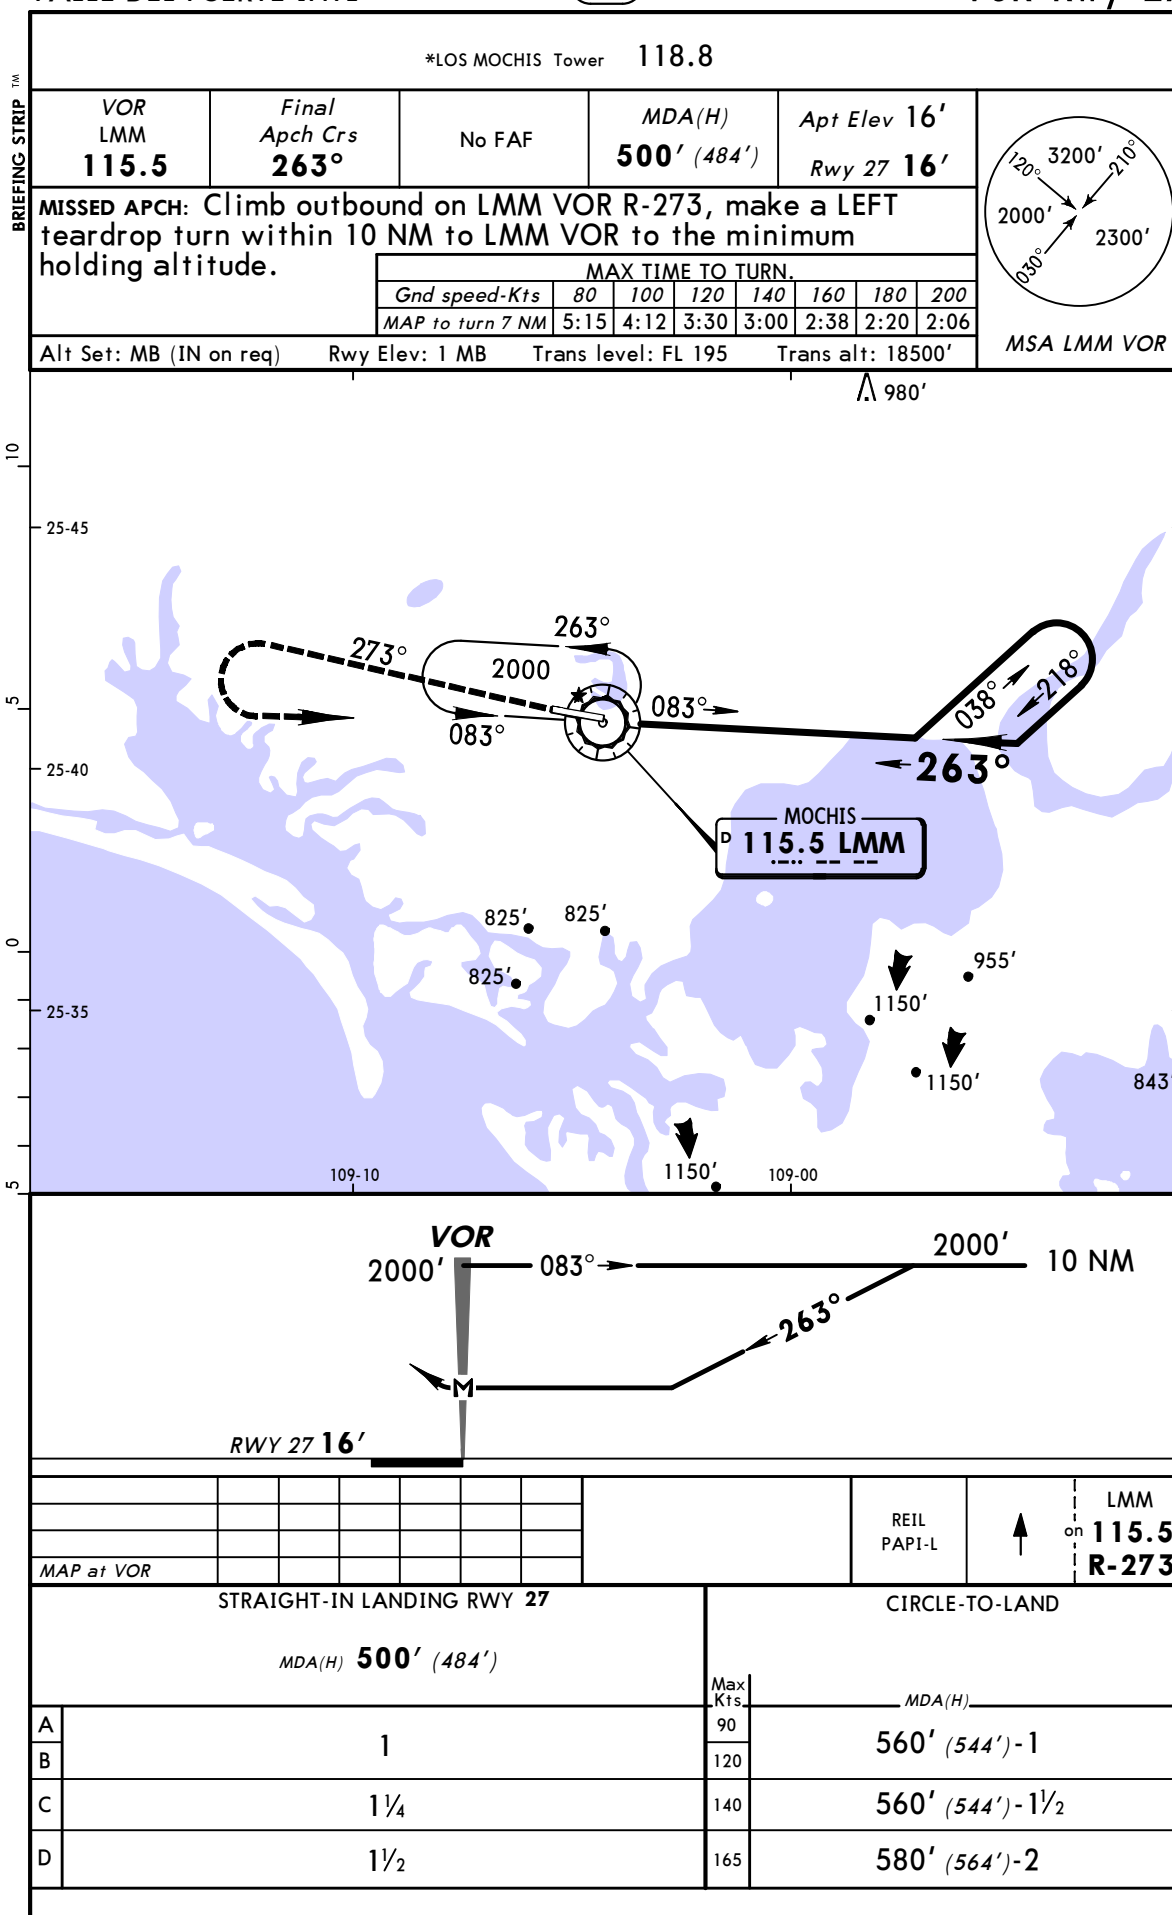 *LOS MOCHIS Tower 118.8
BRIEFING STRIP TM
VOR
LMM
115.5
Final
Apch Crs
263°
No FAF
MDA(H)
500' (484')
Apt Elev 16'
Rwy 27 16'
MISSED APCH: Climb outbound on LMM VOR R-273, make a LEFT
teardrop turn within 10 NM to LMM VOR to the minimum
holding altitude.
MAX TIME TO TURN.
Gnd speed-Kts 80 100 120 140 160 180 200
MAP to turn 7 NM 5:15 4:12 3:30 3:00 2:38 2:20 2:06
Alt Set: MB (IN on req) Rwy Elev: 1 MB Trans level: FL 195 Trans alt: 18500'
120°
3200'
210°
2000'
2300'
030°
MSA LMM VOR
980'
10
25-45
263°
273°
2000
083°
083°
038°
218°
263°
5
25-40
MOCHIS
D 115.5 LMM
825'
825'
825'
0
955'
1150'
25-35
1150'
843'
1150'
5
109-10
109-00
VOR
2000'
083°
2000'
10 NM
263°
M
RWY 27 16'
MAP at VOR
REIL
PAPI-L
on
LMM
115.5
R-273
STRAIGHT-IN LANDING RWY 27
MDA(H) 500' (484')
CIRCLE-TO-LAND
Max
Kts
MDA(H)
A
B
1
90
120
560' (544')-1
C
1¼
140
560' (544')-1½
D
1½
165
580' (564')-2